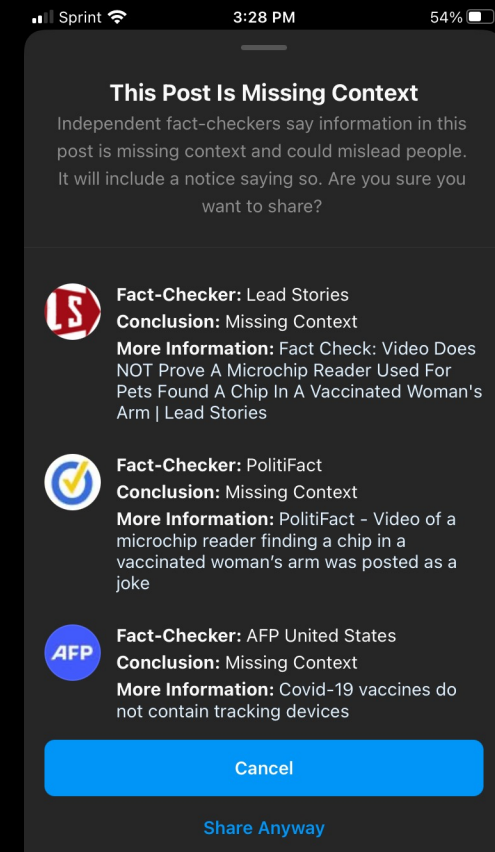 Sprint 3:28 PM 54%
This Post Is Missing Context
Independent fact-checkers say information in this
post is missing context and could mislead people.
It will include a notice saying so. Are you sure you
want to share?
LS
Fact-Checker: Lead Stories
Conclusion: Missing Context
More Information: Fact Check: Video Does
NOT Prove A Microchip Reader Used For
Pets Found A Chip In A Vaccinated Woman's
Arm | Lead Stories
Fact-Checker: PolitiFact
Conclusion: Missing Context
More Information: PolitiFact - Video of a
microchip reader finding a chip in a
vaccinated woman’s arm was posted as a
joke
AFP
Fact-Checker: AFP United States
Conclusion: Missing Context
More Information: Covid-19 vaccines do
not contain tracking devices
Cancel
Share Anyway